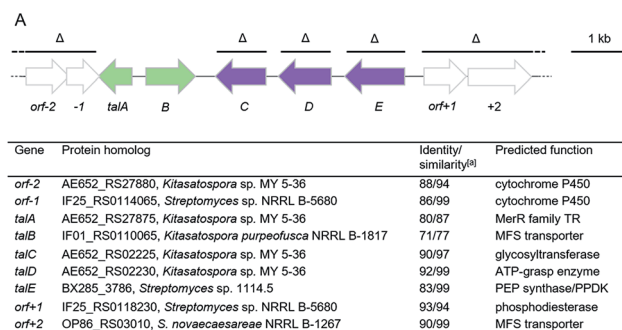 A
Δ Δ Δ Δ Δ 1 kb
orf-2 -1 talA B C D E orf+1 +2
Gene Protein homolog Identity/similarity[a] Predicted function
orf-2 AE652_RS27880, Kitasatospora sp. MY 5-36 88/94 cytochrome P450
orf-1 IF25_RS0114065, Streptomyces sp. NRRL B-5680 86/99 cytochrome P450
talA AE652_RS27875, Kitasatospora sp. MY 5-36 80/87 MerR family TR
talB IF01_RS0110065, Kitasatospora purpeofusca NRRL B-1817 71/77 MFS transporter
talC AE652_RS02225, Kitasatospora sp. MY 5-36 90/97 glycosyltransferase
talD AE652_RS02230, Kitasatospora sp. MY 5-36 92/99 ATP-grasp enzyme
talE BX285_3786, Streptomyces sp. 1114.5 83/99 PEP synthase/PPDK
orf+1 IF25_RS0118230, Streptomyces sp. NRRL B-5680 93/94 phosphodiesterase
orf+2 OP86_RS03010, S. novaecaesareae NRRL B-1267 90/99 MFS transporter